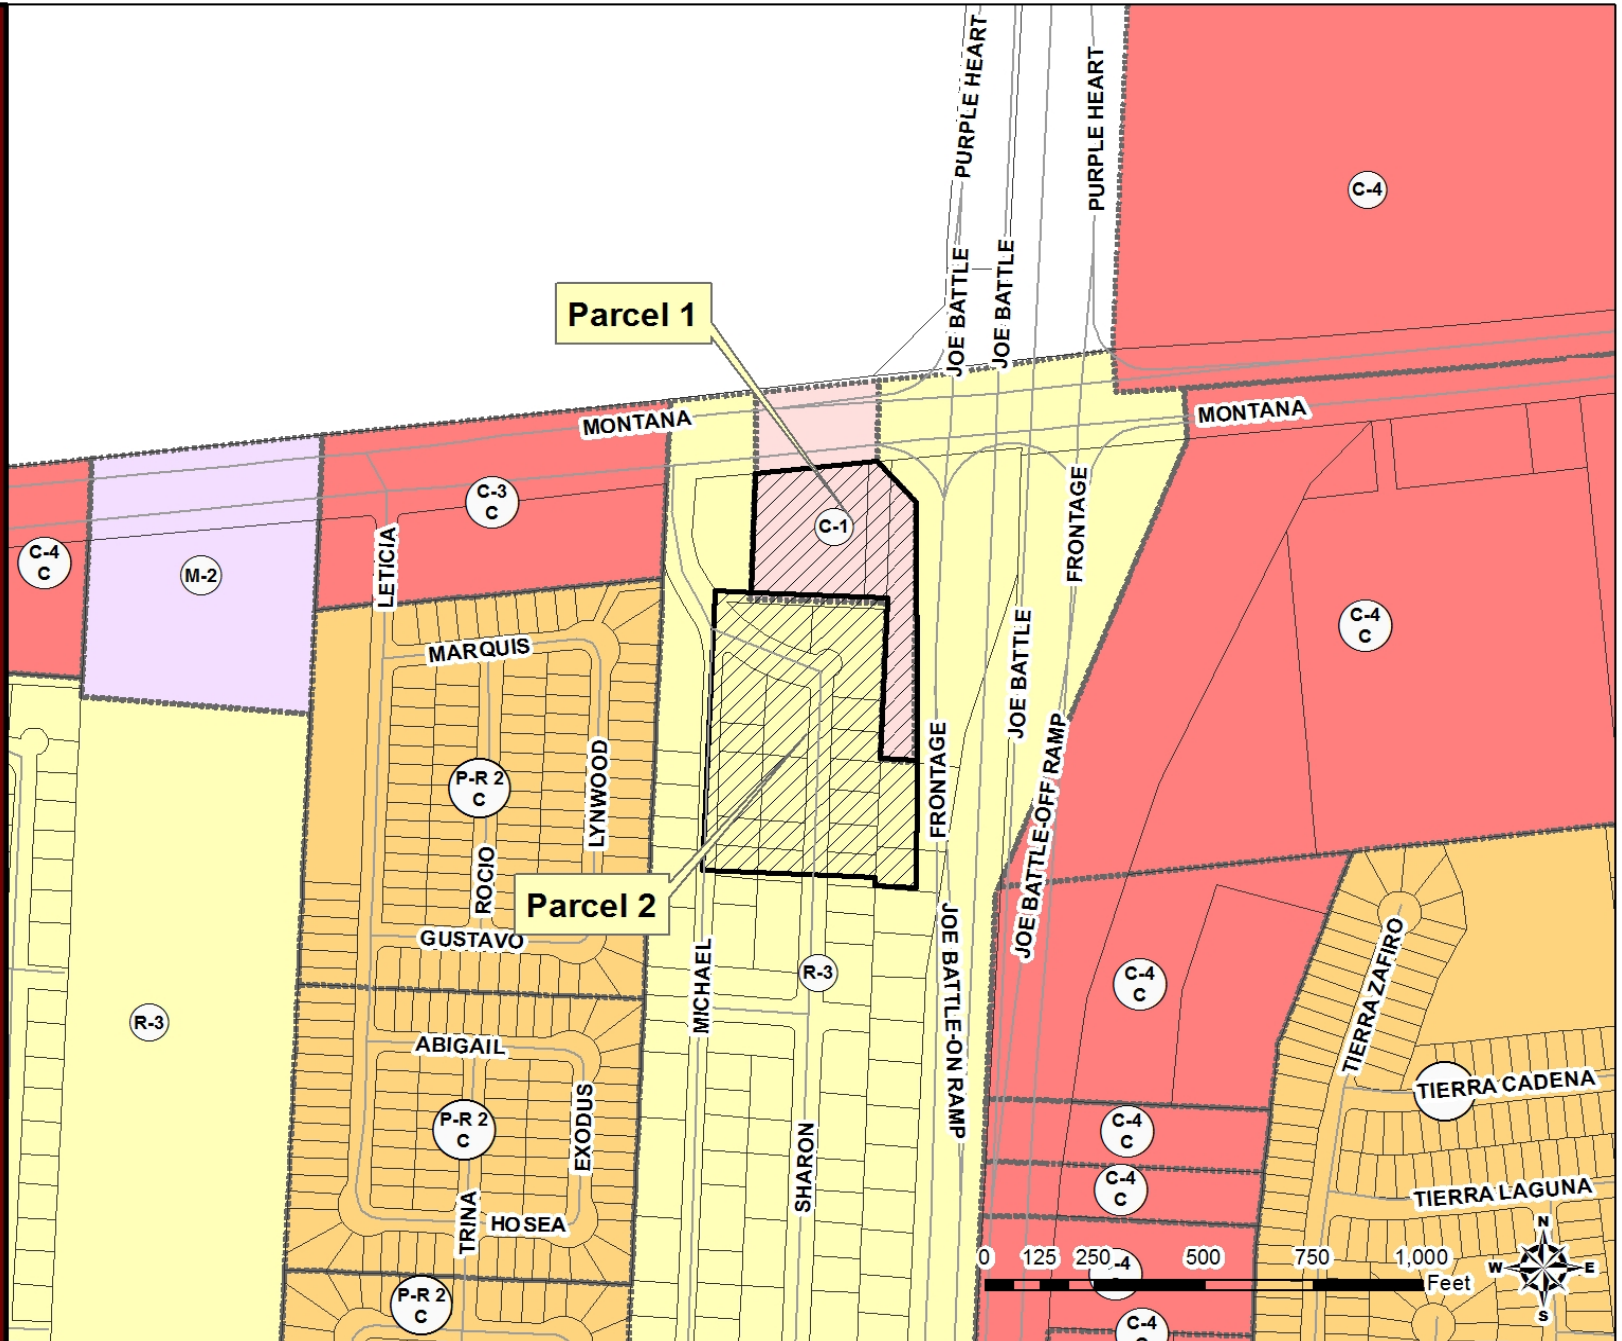 PURPLE HEART
PURPLE HEART
C-4
JOE BATTLE
JOE BATTLE
Parcel 1
MONTANA
MONTANA
C-3
C
C-1
FRONTAGE
C-4
C
M-2
LETICIA
C-4
C
MARQUIS
JOE BATTLE
P-R 2
C
LYNWOOD
FRONTAGE
JOE BATTLE-OFF RAMP
ROCIO
Parcel 2
GUSTAVO
MICHAEL
R-3
JOE BATTLE-ON RAMP
C-4
C
TIERRA ZAFIRO
R-3
ABIGAIL
TIERRA CADENA
P-R 2
C
EXODUS
SHARON
C-4
C
C-4
C
TIERRA LAGUNA
TRINA
HOSEA
N
W
E
S
0 125 250 500 750 1,000
Feet
-4
P-R 2
C
C-4